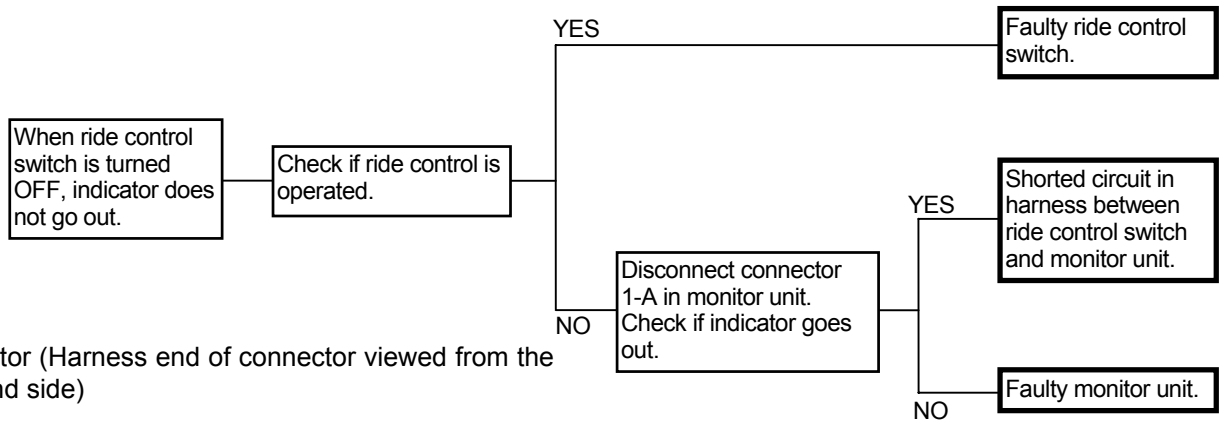 YES
Faulty ride control
switch.
When ride control
switch is turned
OFF, indicator does
not go out.
Check if ride control is
operated.
YES
Shorted circuit in
harness between
ride control switch
and monitor unit.
Disconnect connector
1-A in monitor unit.
Check if indicator goes
out.
NO
(Harness end of connector viewed from the
side)
Faulty monitor unit.
NO